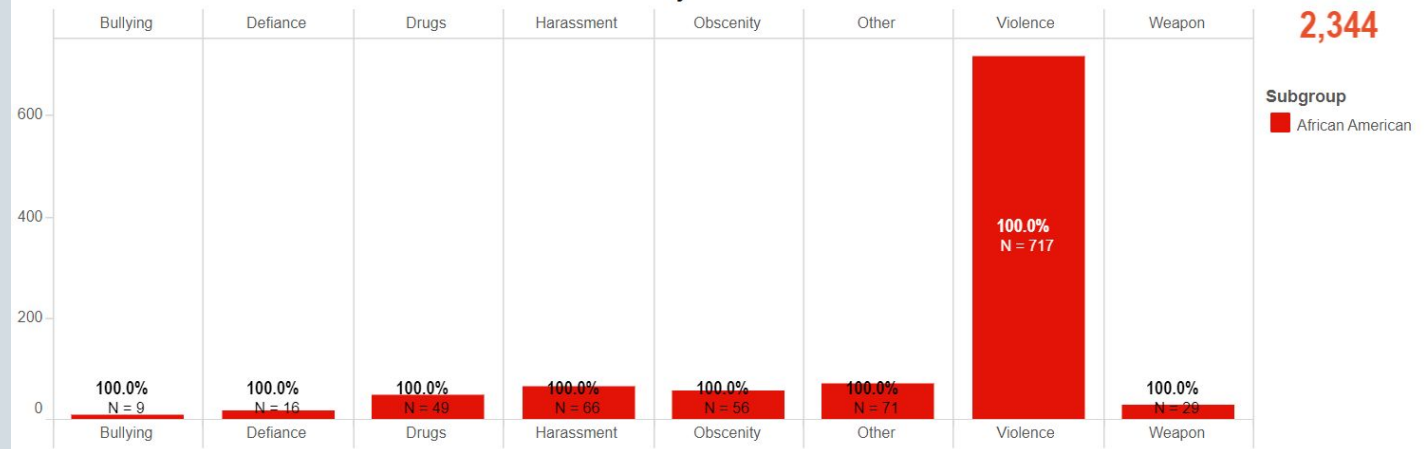 Bullying Defiance Drugs Harassment Obscenity Other Violence Weapon
2,344
Subgroup
African American
600
400
200
0
100.0%
N = 9
100.0%
N = 16
100.0%
N = 49
100.0%
N = 66
100.0%
N = 56
100.0%
N = 71
100.0%
N = 717
100.0%
N = 29
Bullying Defiance Drugs Harassment Obscenity Other Violence Weapon